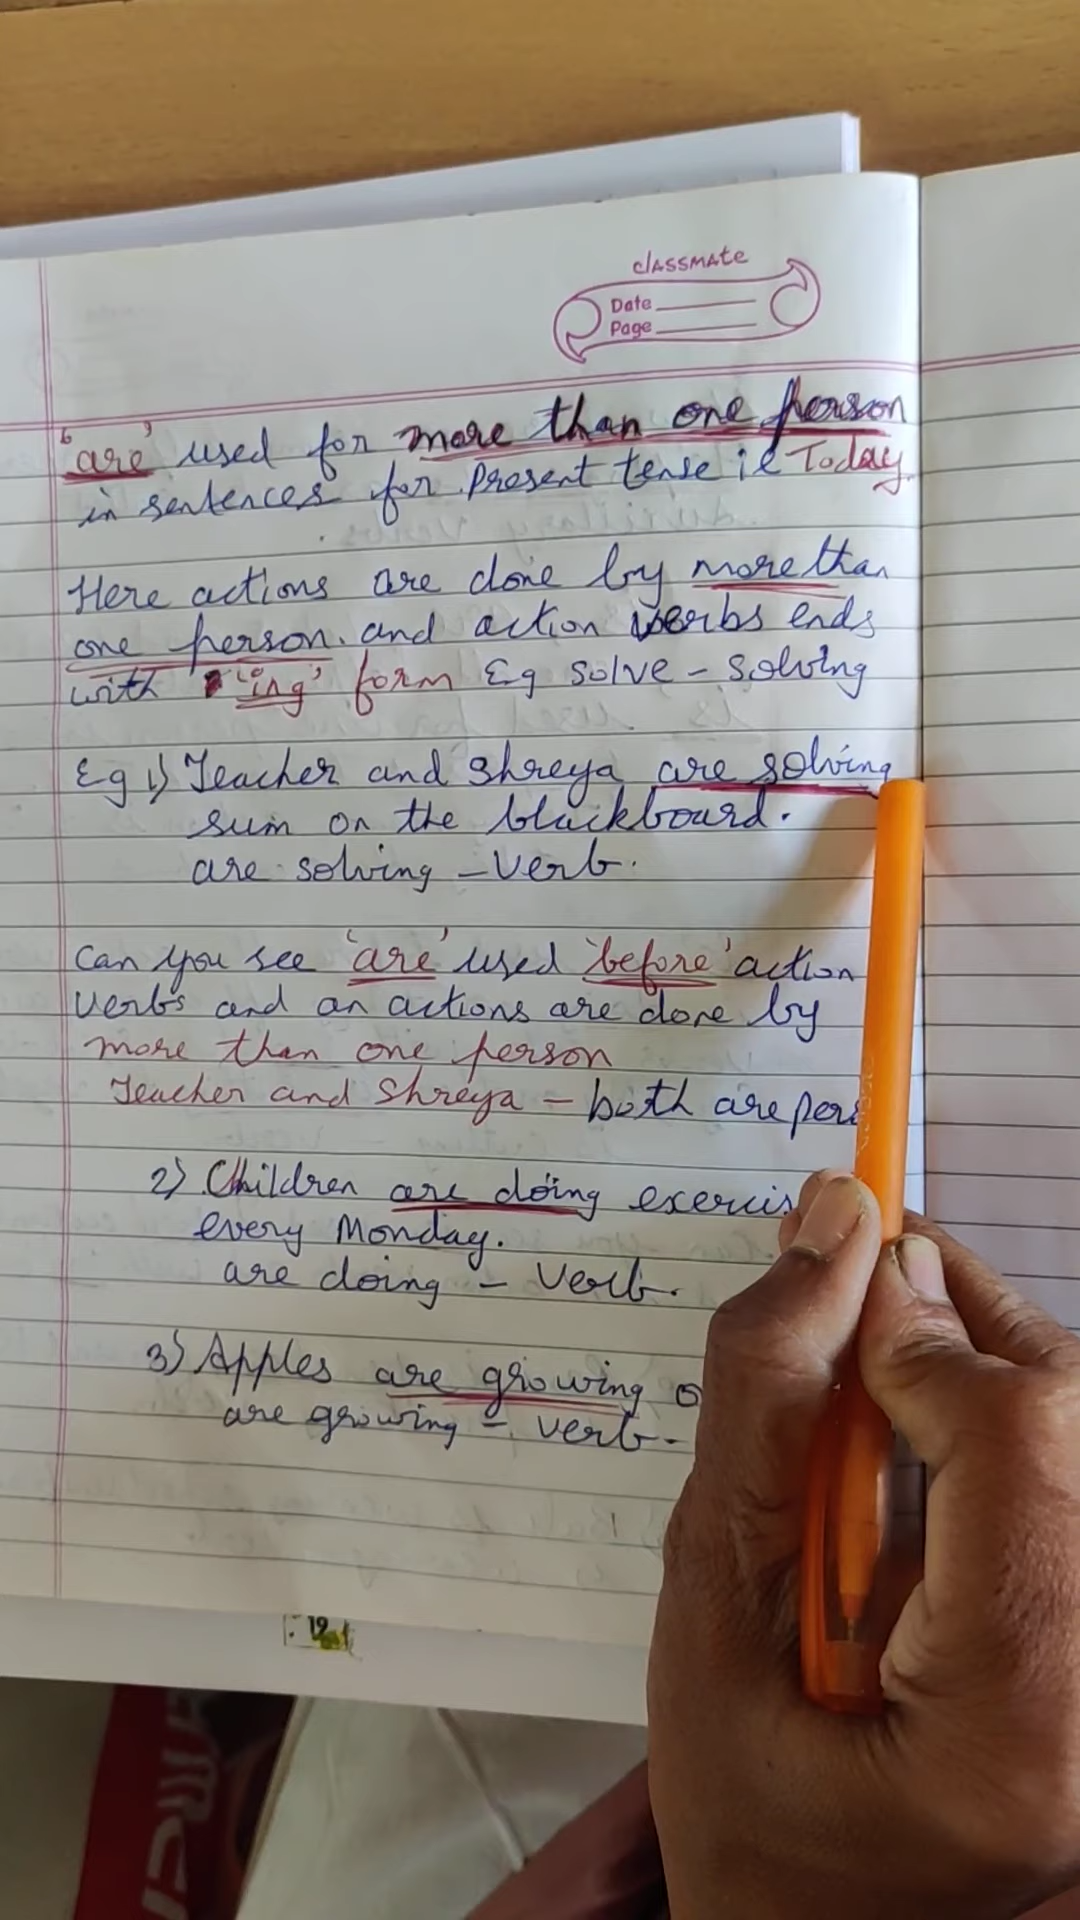 classmate
Date
Page
'are' used for more than one person
in sentences for Present tense ie Today
Here actions are done by more than
one person. and action verbs ends
with 'ing' form Eg solve - solving
Eg 1) Teacher and Shreya are solving
sum on the blackboard.
are solving - Verb.
Can you see 'are' used 'before' action
verbs and an actions are done by
more than one person
Teacher and Shreya - both are
2) Children are doing
every Monday.
are doing - Verb.
3) Apples are growing
are growing - verb.
19